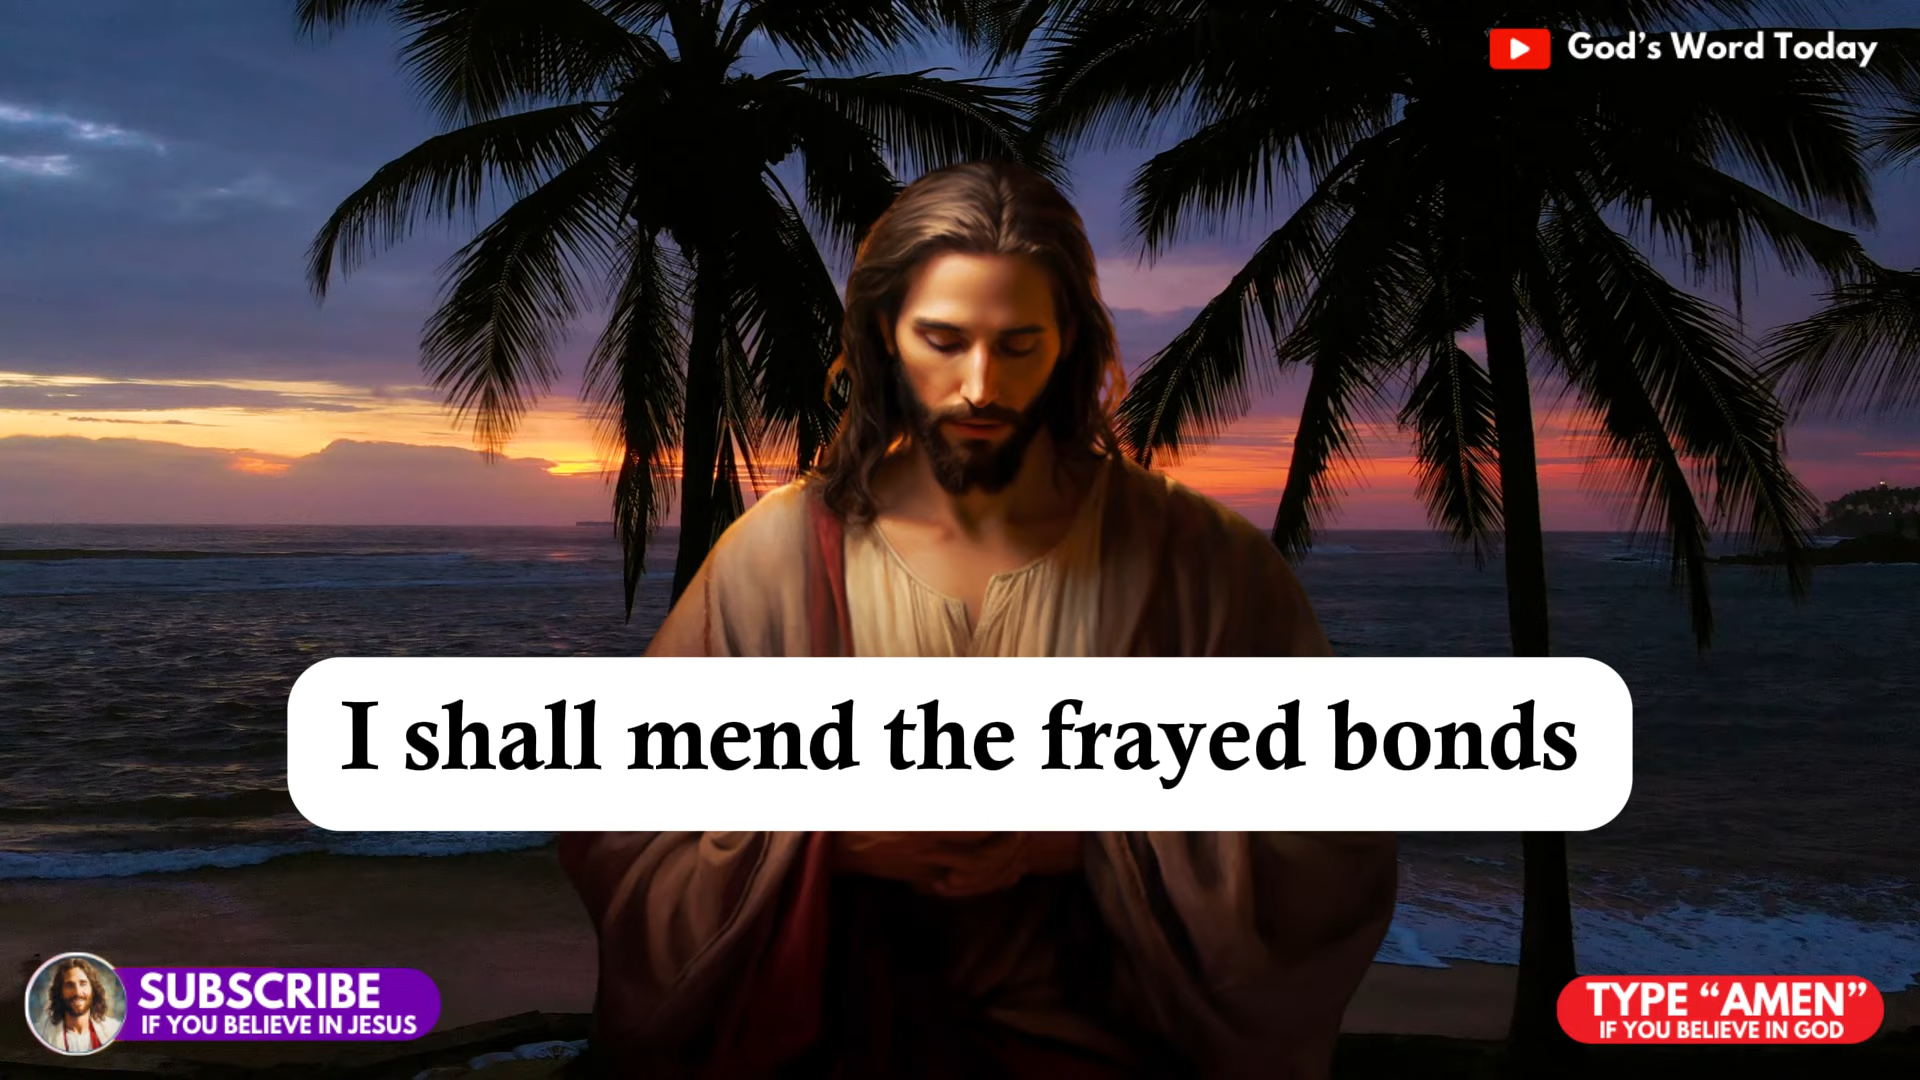 God's Word Today
I shall mend the frayed bonds
SUBSCRIBE
IF YOU BELIEVE IN JESUS
TYPE “AMEN”
IF YOU BELIEVE IN GOD